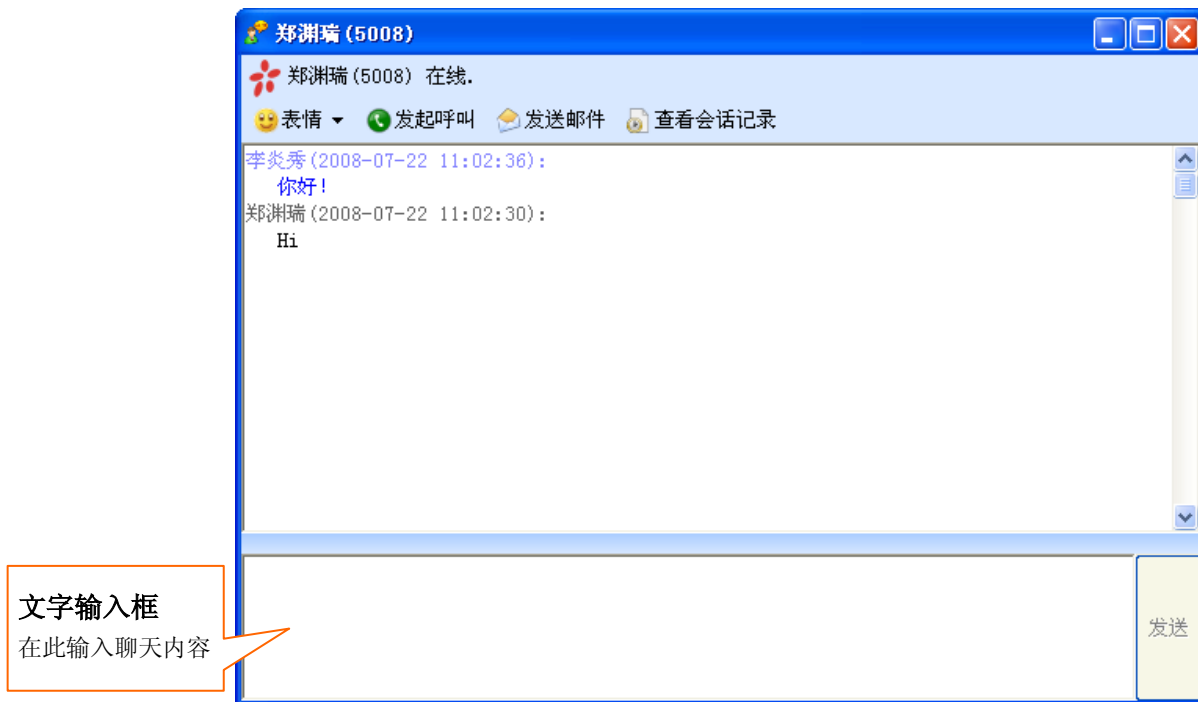 郑渊瑞(5008)
郑渊瑞(5008) 在线.
表情 发起呼叫 发送邮件 查看会话记录
李炎秀(2008-07-22 11:02:36):
你好!
郑渊瑞(2008-07-22 11:02:30):
Hi
文字输入框
在此输入聊天内容
发送